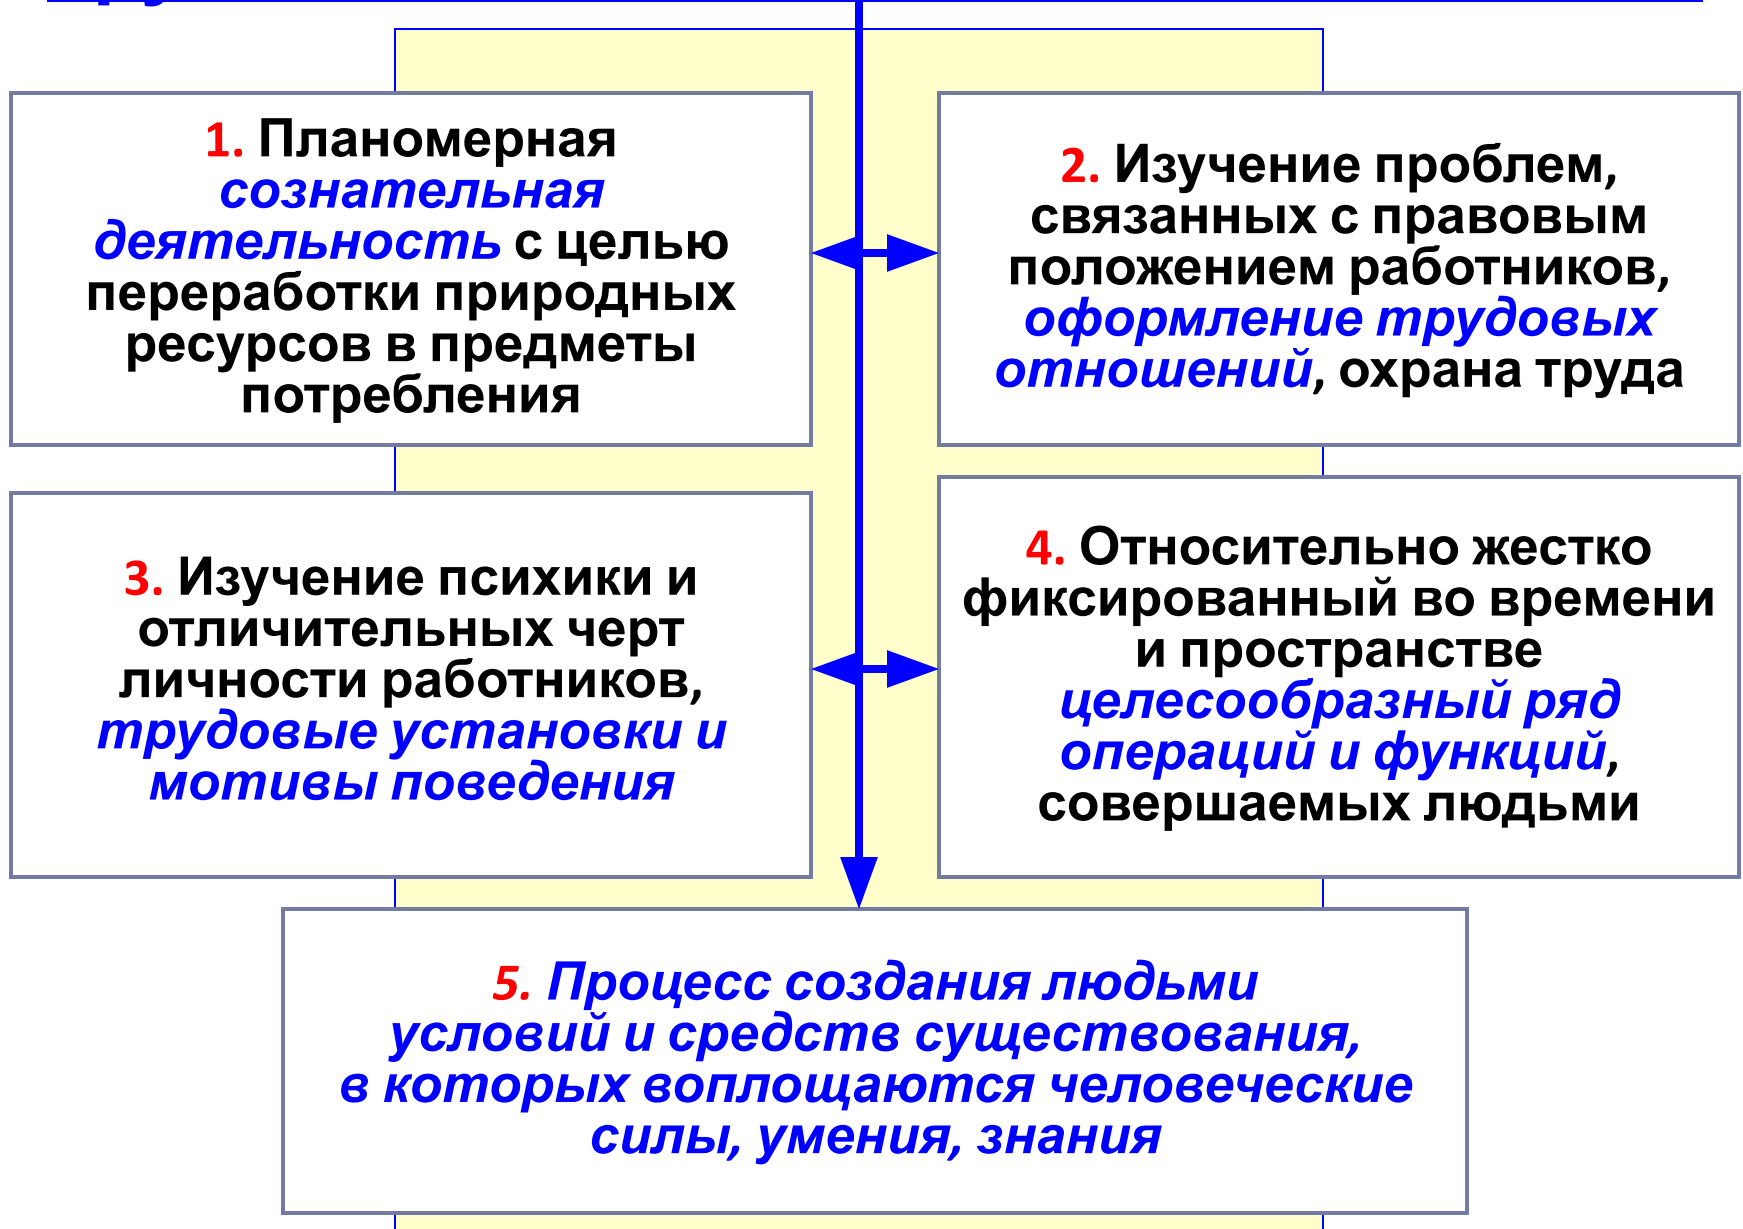 1. Планомерная
сознательная
деятельность с целью
переработки природных
ресурсов в предметы
потребления
2. Изучение проблем,
связанных с правовым
положением работников,
оформление трудовых
отношений, охрана труда
3. Изучение психики и
отличительных черт
личности работников,
трудовые установки и
мотивы поведения
4. Относительно жестко
фиксированный во времени
и пространстве
целесообразный ряд
операций и функций,
совершаемых людьми
5. Процесс создания людьми
условий и средств существования,
в которых воплощаются человеческие
силы, умения, знания